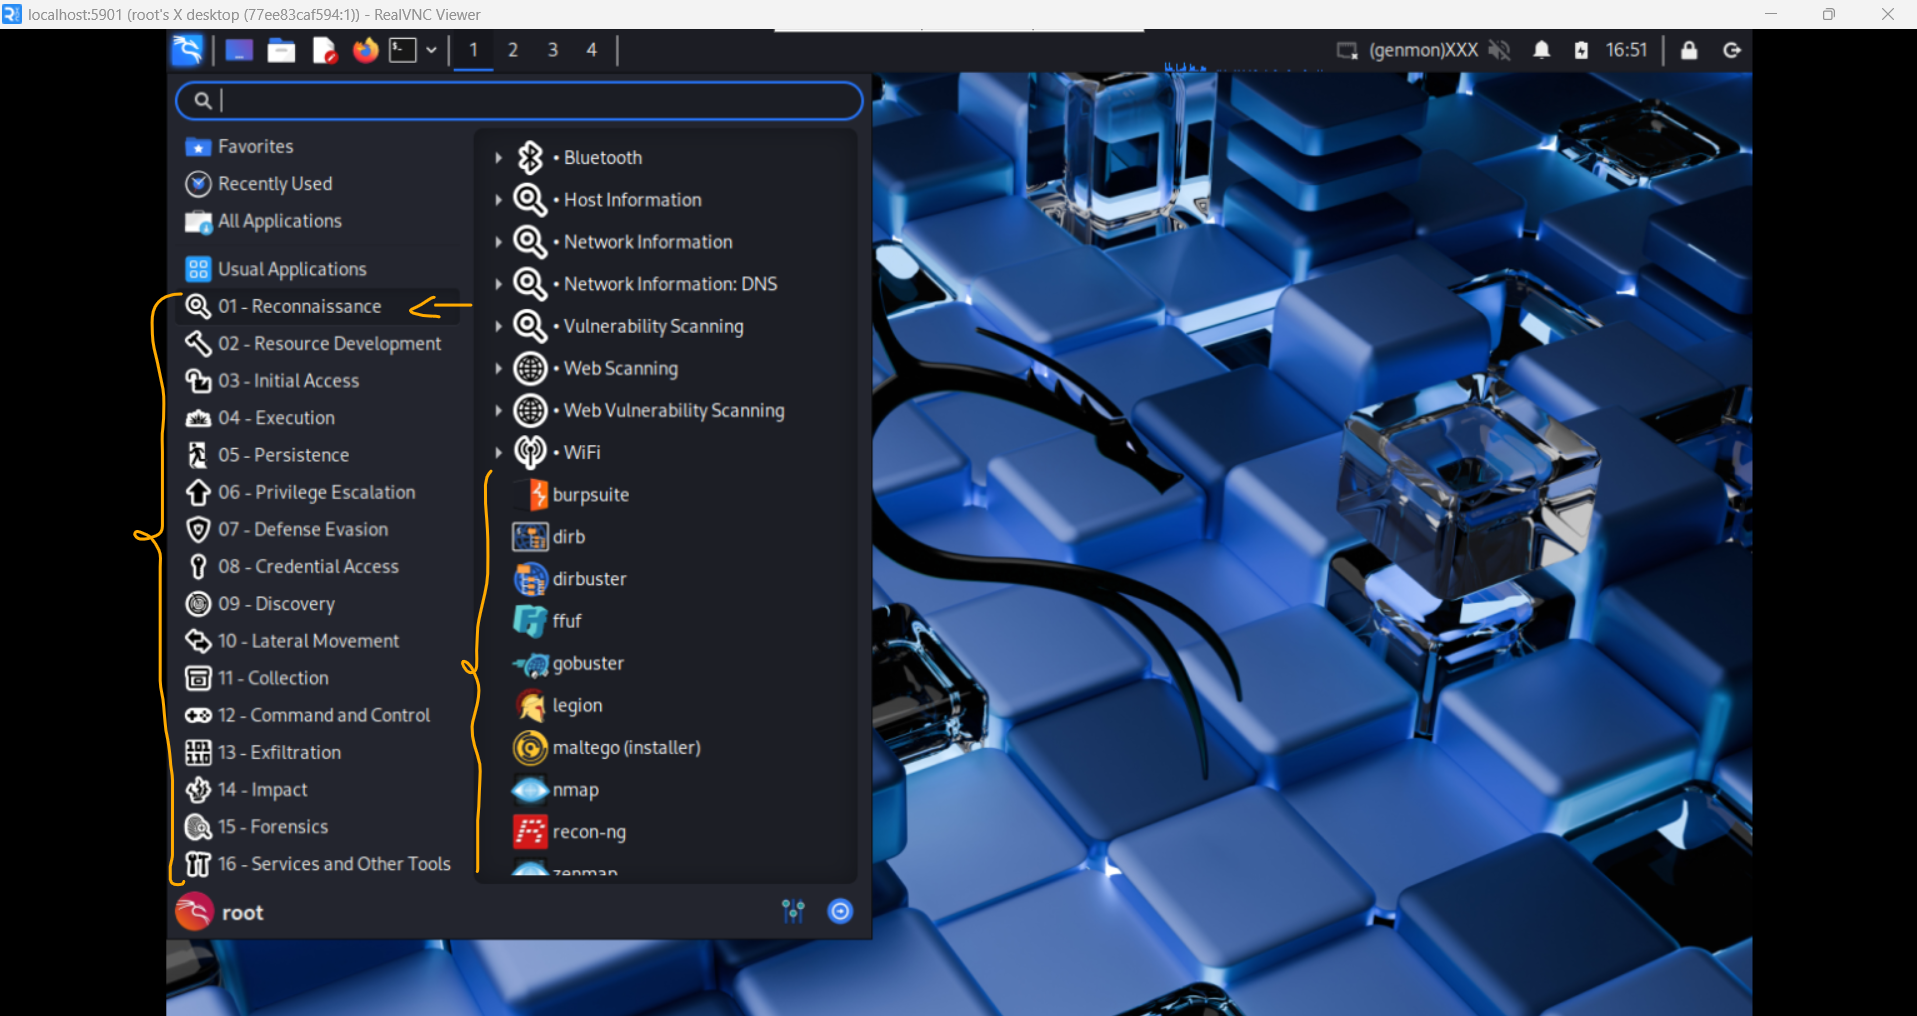 localhost:5901 (root's X desktop (77ee83caf594:1)) - RealVNC Viewer
1 2 3 4
(genmon)XXX 16:51
Favorites
Recently Used
All Applications
Usual Applications
01 - Reconnaissance
02 - Resource Development
03 - Initial Access
04 - Execution
05 - Persistence
06 - Privilege Escalation
07 - Defense Evasion
08 - Credential Access
09 - Discovery
10 - Lateral Movement
11 - Collection
12 - Command and Control
13 - Exfiltration
14 - Impact
15 - Forensics
16 - Services and Other Tools
• Bluetooth
• Host Information
• Network Information
• Network Information: DNS
• Vulnerability Scanning
• Web Scanning
• Web Vulnerability Scanning
• WiFi
burpsuite
dirb
dirbuster
ffuf
gobuster
legion
maltego (installer)
nmap
recon-ng
zenmap
root